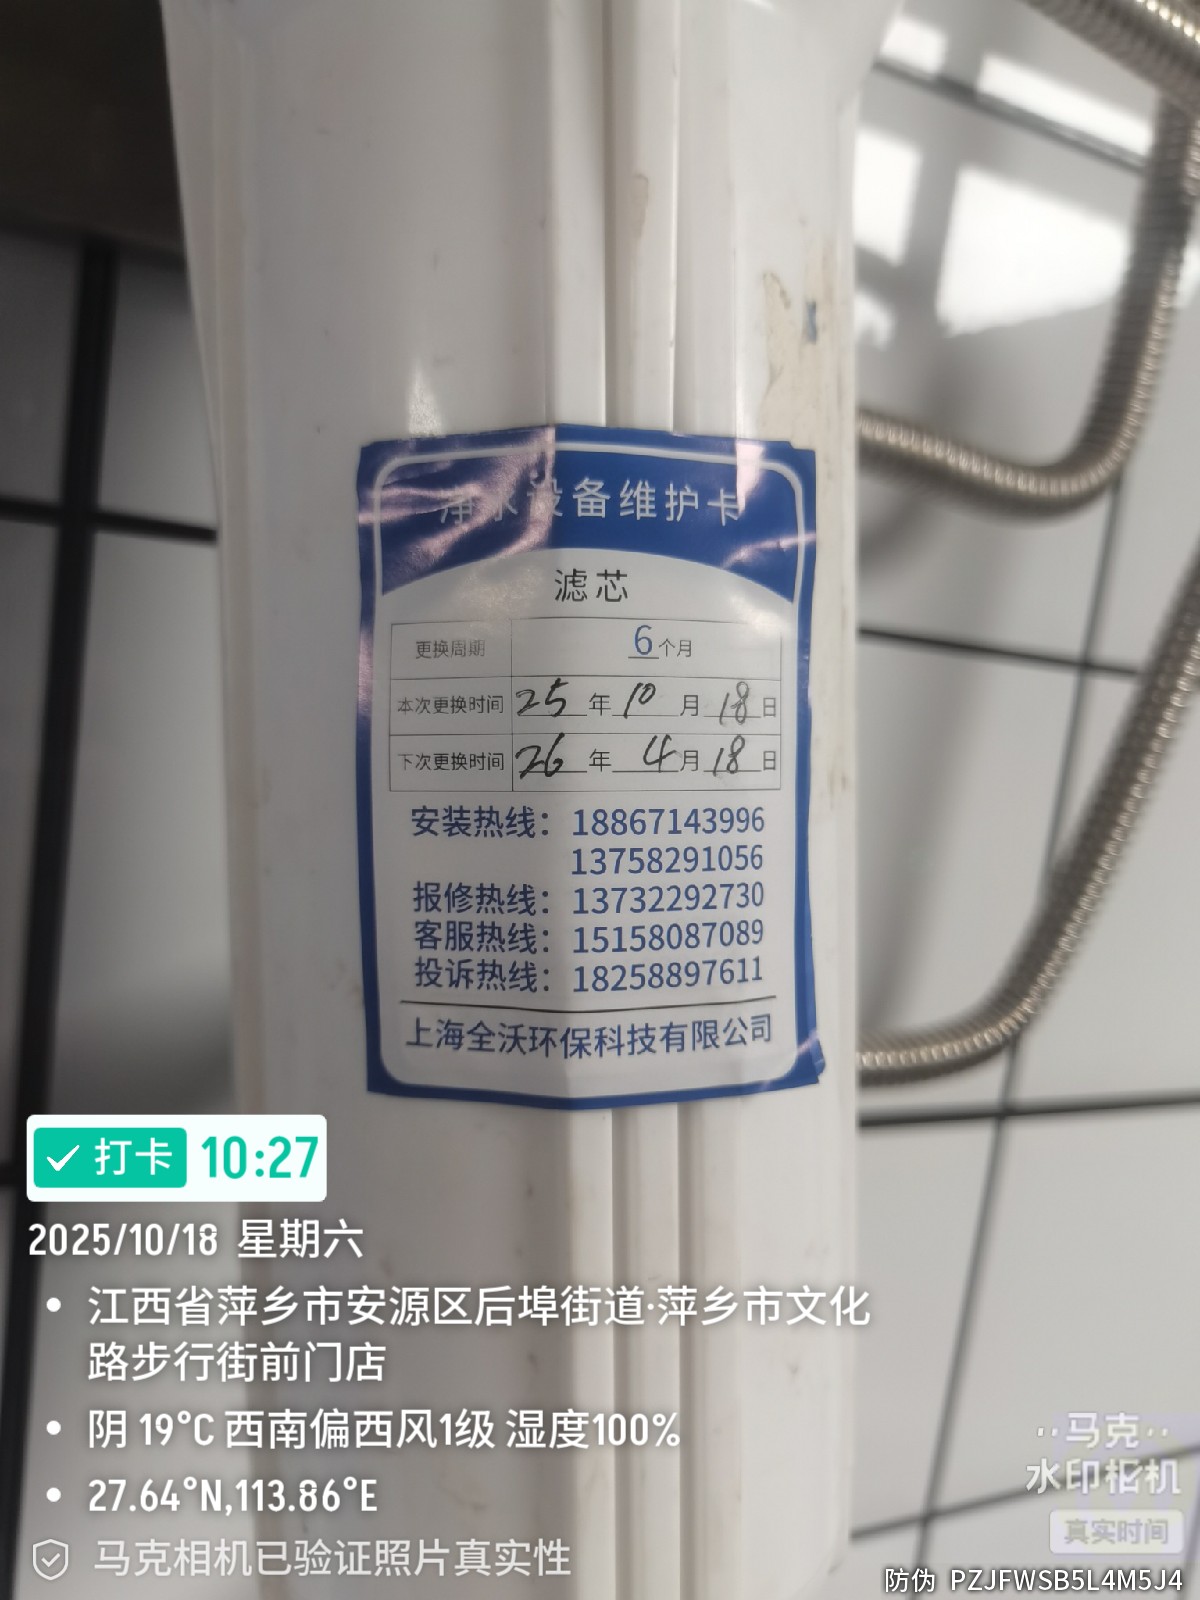 净水设备维护卡
滤芯
更换周期 6个月
本次更换时间 25年10月18日
下次更换时间 26年4月18日
安装热线：18867143996
13758291056
报修热线：13732292730
客服热线：15158087089
投诉热线：18258897611
上海全沃环保科技有限公司
打卡 10:27
2025/10/18 星期六
江西省萍乡市安源区后埠街道·萍乡市文化
路步行街前门店
阴 19°C 西南偏西风1级 湿度100%
27.64°N,113.86°E
马克相机已验证照片真实性
马克
水印相机
真实时间
防伪 PZJFWSB5L4M5J4